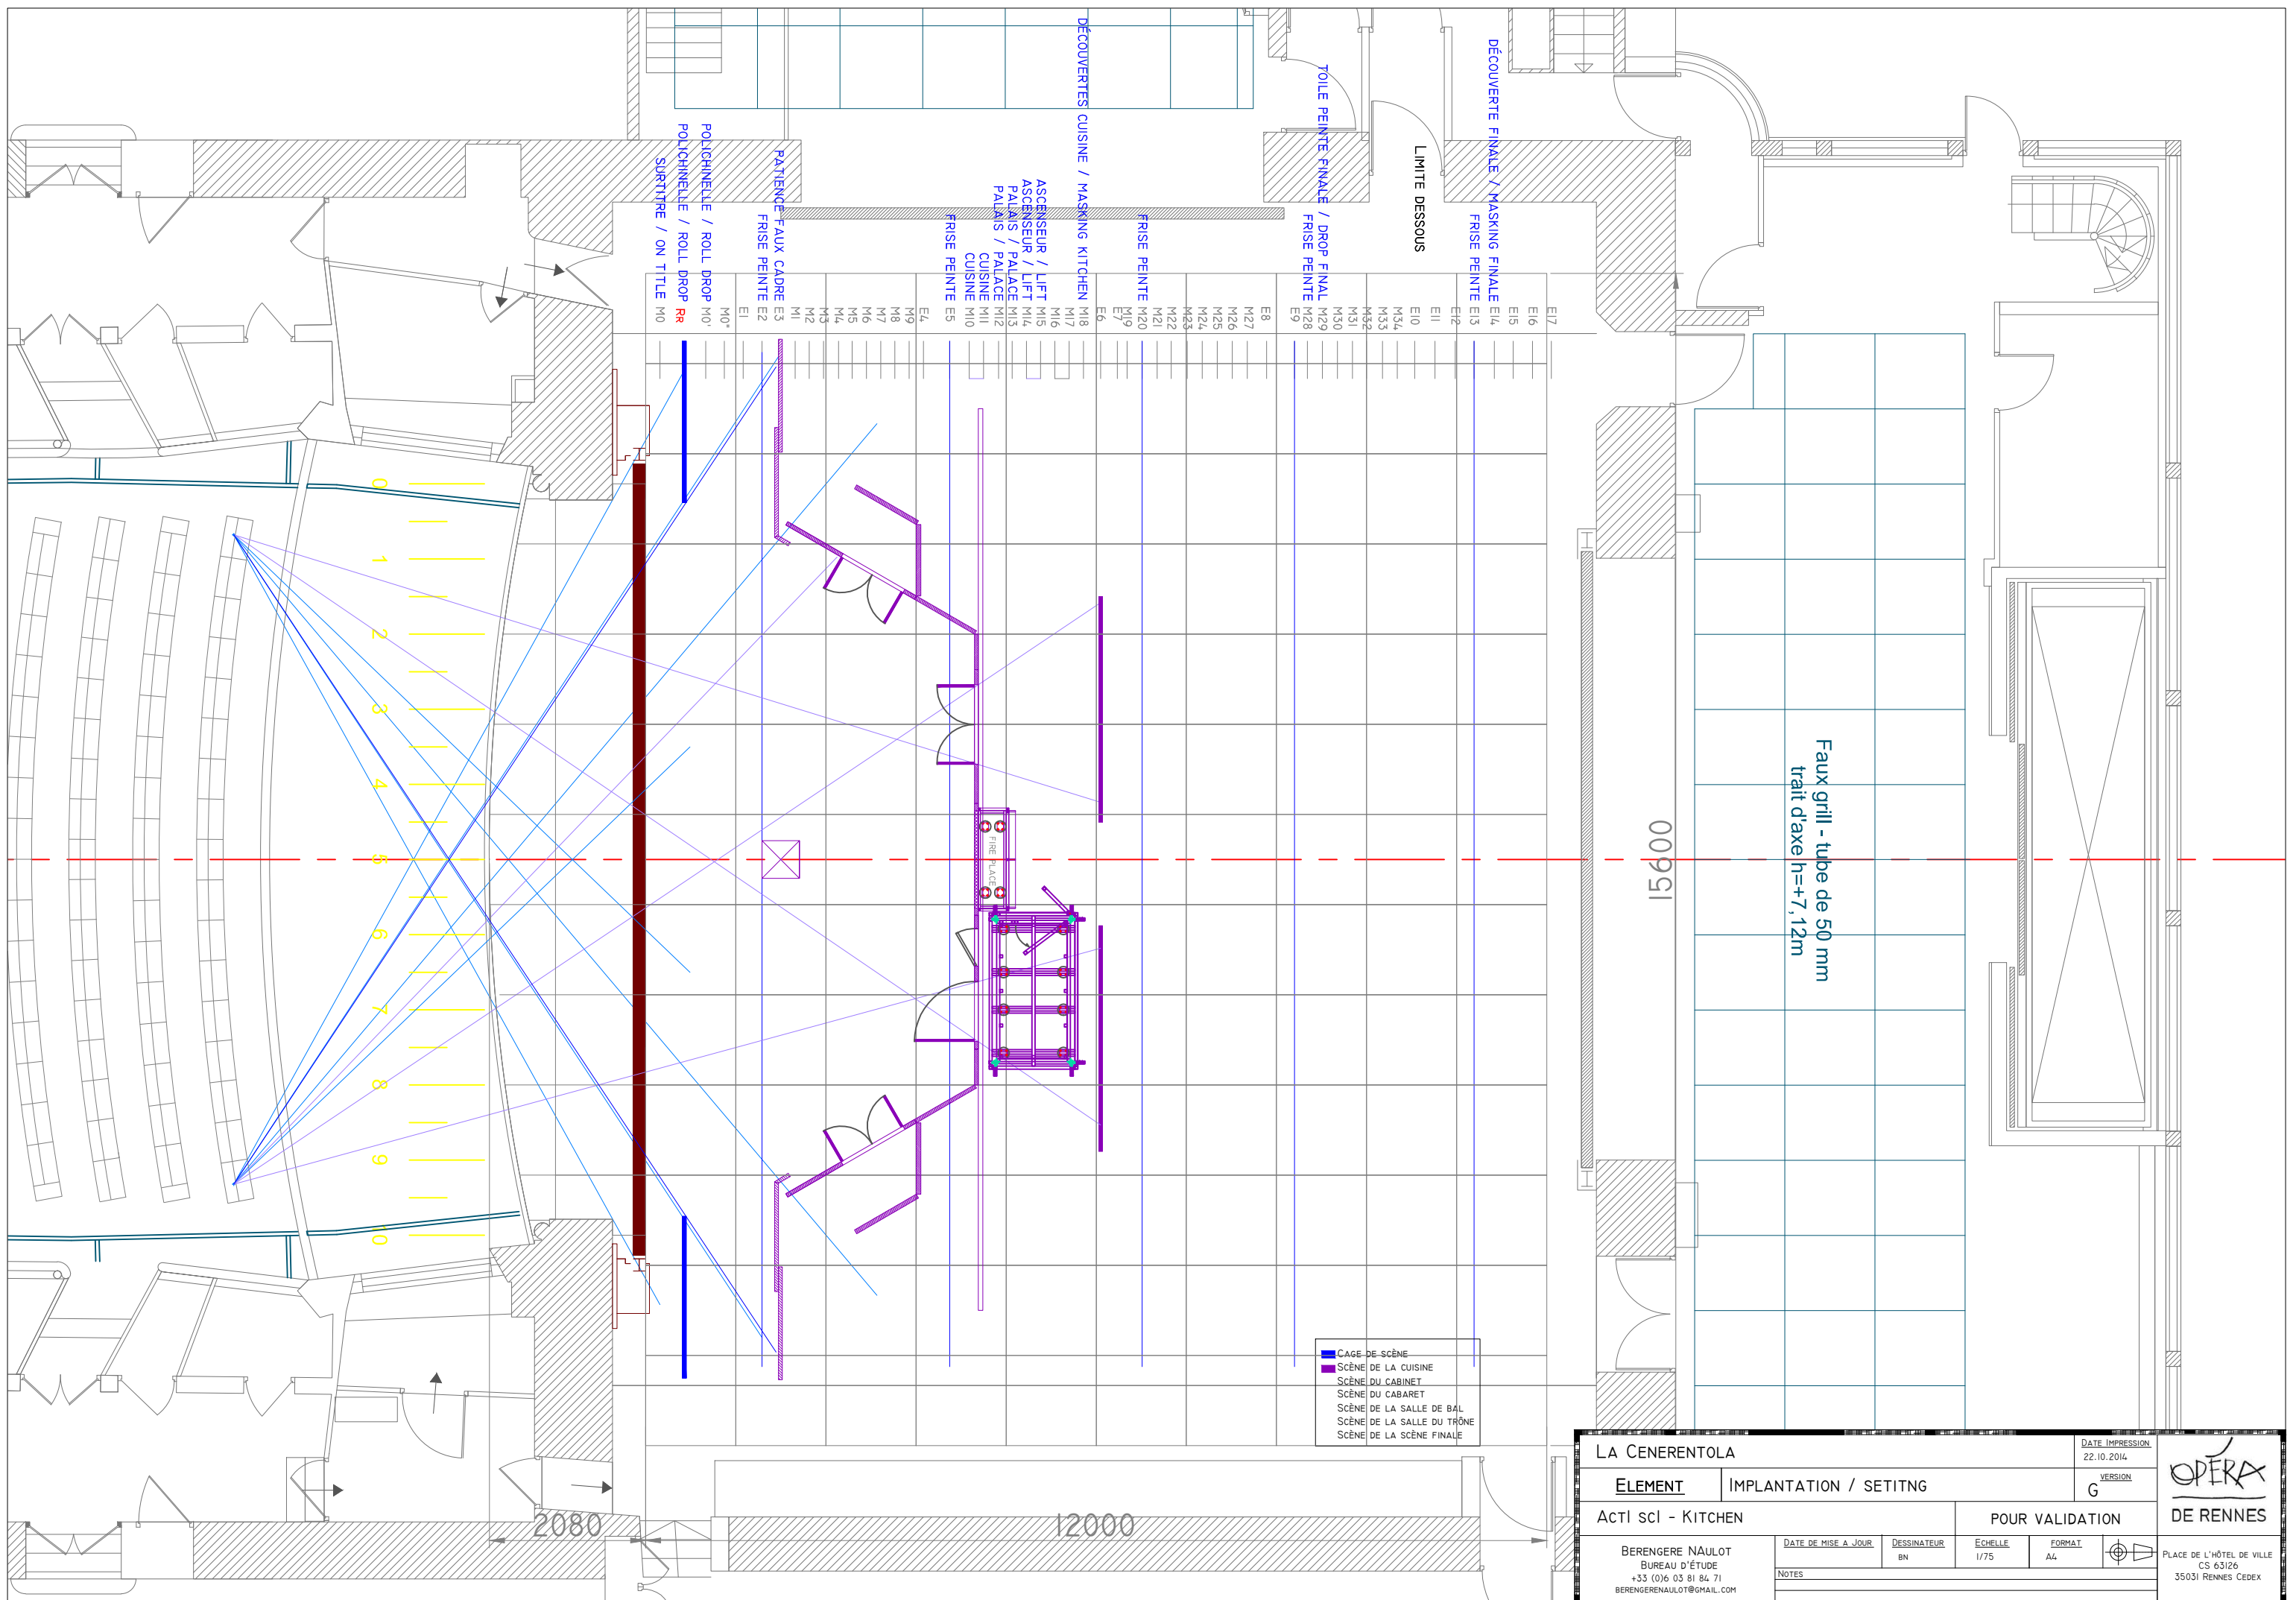 SURTITRE / ON TITLE M0
POLICHINELLE / ROLL DROP RR
POLICHINELLE / ROLL DROP M0'
M0"
E1
FRISE PEINTE E2
PATIENCE FAUX CADRE E3
M1
M2
M3
M4
M5
M6
M7
M8
M9
E4
FRISE PEINTE E5
CUISINE M10
CUISINE M11
PALAIS / PALACE M12
PALAIS / PALACE M13
ASCENSEUR / LIFT M14
ASCENSEUR / LIFT M15
M16
M17
DÉCOUVERTES CUISINE / MASKING KITCHEN M18
E6
E7
M19
FRISE PEINTE M20
M21
M22
M23
M24
M25
M26
M27
E8
E9
FRISE PEINTE M28
TOILE PEINTE FINALE / DROP FINAL M29
M30
M31
M32
M33
M34
E10
LIMITE DESSOUS
E11
E12
FRISE PEINTE E13
DÉCOUVERTE FINALE / MASKING FINALE E14
E15
E16
E17
0
1
2
3
4
5
6
7
8
9
10
FIRE PLACE
15600
Faux grill - tube de 50 mm
trait d'axe h=+7,12m
2080
12000
CAGE DE SCÈNE
SCÈNE DE LA CUISINE
SCÈNE DU CABINET
SCÈNE DU CABARET
SCÈNE DE LA SALLE DE BAL
SCÈNE DE LA SALLE DU TRÔNE
SCÈNE DE LA SCÈNE FINALE
LA CENERENTOLA
DATE IMPRESSION
22.10.2014
ELEMENT
IMPLANTATION / SETITNG
VERSION
G
ACT1 SC1 - KITCHEN
POUR VALIDATION
BERENGERE NAULOT
BUREAU D'ÉTUDE
+33 (0)6 03 81 84 71
BERENGERENAULOT@GMAIL.COM
DATE DE MISE A JOUR
DESSINATEUR
BN
ECHELLE
1/75
FORMAT
A4
NOTES
OPÉRA
DE RENNES
PLACE DE L'HÔTEL DE VILLE
CS 63126
35031 RENNES CEDEX